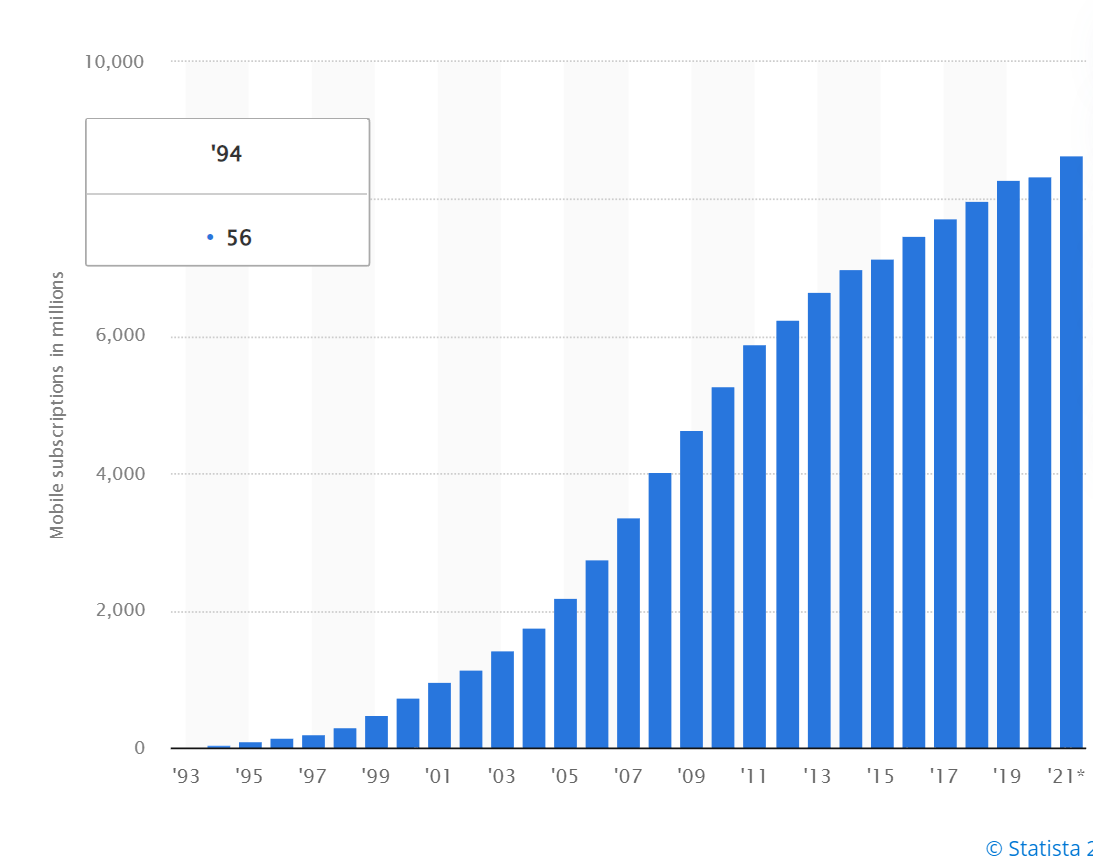 10,000
'94
• 56
6,000
4,000
2,000
0
Mobile subscriptions in millions
'93 '95 '97 '99 '01 '03 '05 '07 '09 '11 '13 '15 '17 '19 '21*
© Statista 2